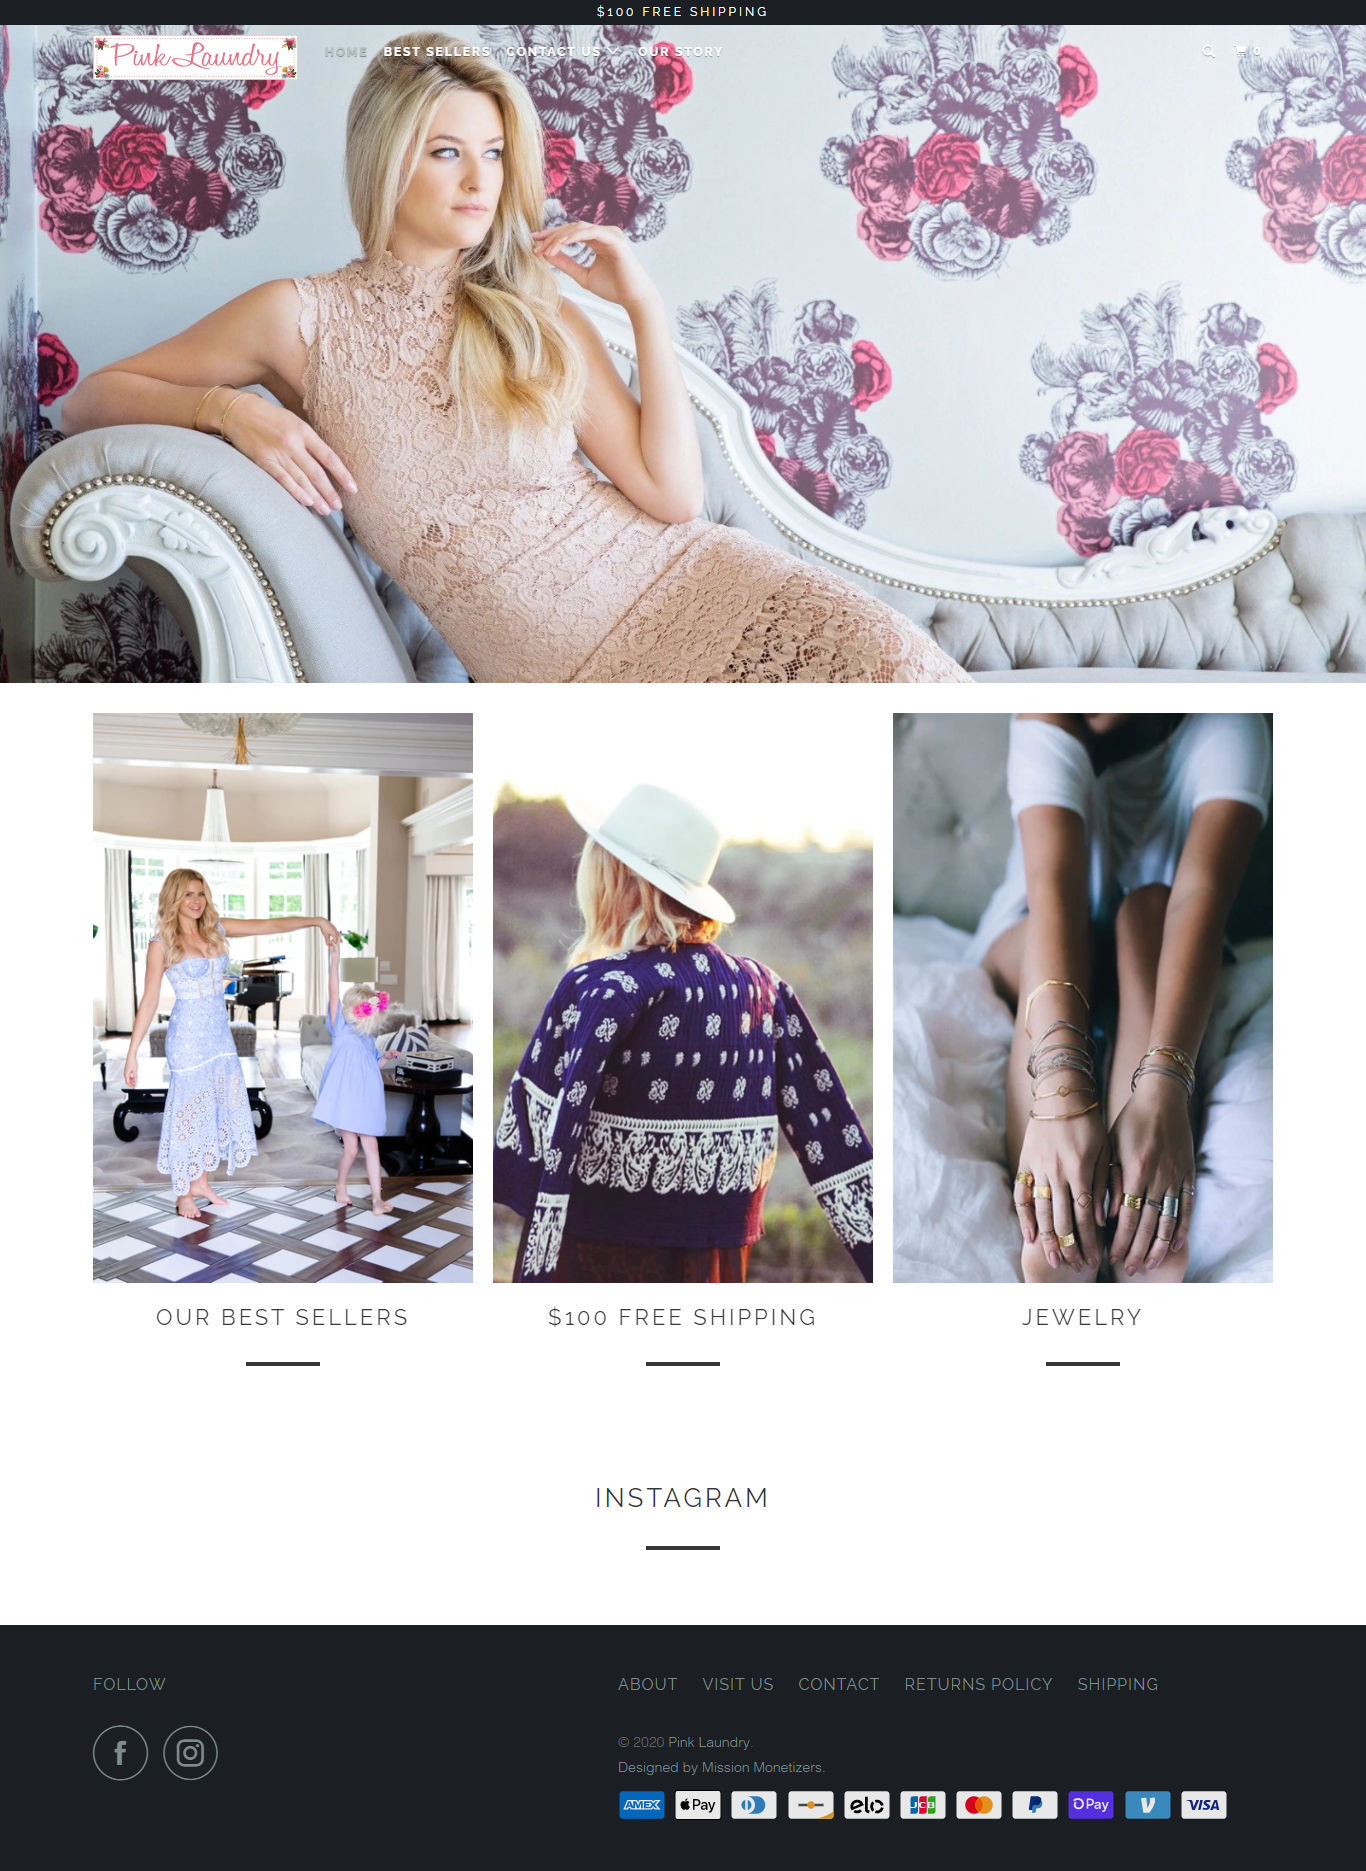 $100 FREE SHIPPING
Pink Laundry
HOME BEST SELLERS CONTACT US OUR STORY
0
OUR BEST SELLERS
$100 FREE SHIPPING
JEWELRY
INSTAGRAM
FOLLOW
ABOUT VISIT US CONTACT RETURNS POLICY SHIPPING
© 2020 Pink Laundry.
Designed by Mission Monetizers.
AMEX Pay elo JCB Pay VISA